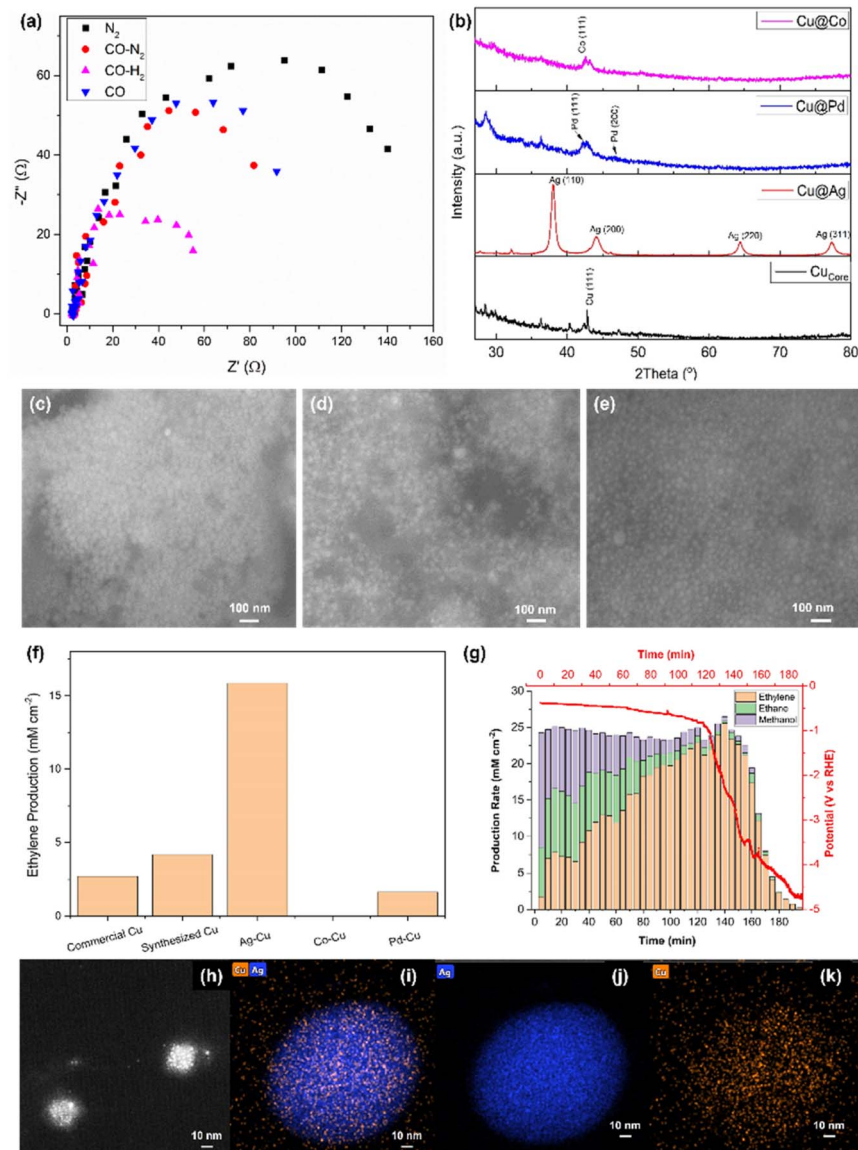 (a)
N2
CO-N2
CO-H2
CO
60
40
20
0
-Z'' (Ω)
0 20 40 60 80 100 120 140 160
Z' (Ω)
(b)
Cu@Co
Co (111)
Cu@Pd
Pd (111)
Pd (200)
Cu@Ag
Ag (110)
Ag (200)
Ag (220)
Ag (311)
CuCore
Cu (111)
Intensity (a.u.)
30 40 50 60 70 80
2Theta (°)
(c)
100 nm
(d)
100 nm
(e)
100 nm
(f)
15
10
5
0
Ethylene Production (mM cm-2)
Commercial Cu
Synthesized Cu
Ag-Cu
Co-Cu
Pd-Cu
(g)
Time (min)
0 20 40 60 80 100 120 140 160 180
Ethylene
Ethano
Methanol
30
25
20
15
10
5
0
Production Rate (mM cm-2)
0
-1
-2
-3
-4
-5
Potential (V vs RHE)
0 20 40 60 80 100 120 140 160 180
Time (min)
(h)
10 nm
Cu Ag
(i)
10 nm
Ag
(j)
10 nm
Cu
(k)
10 nm